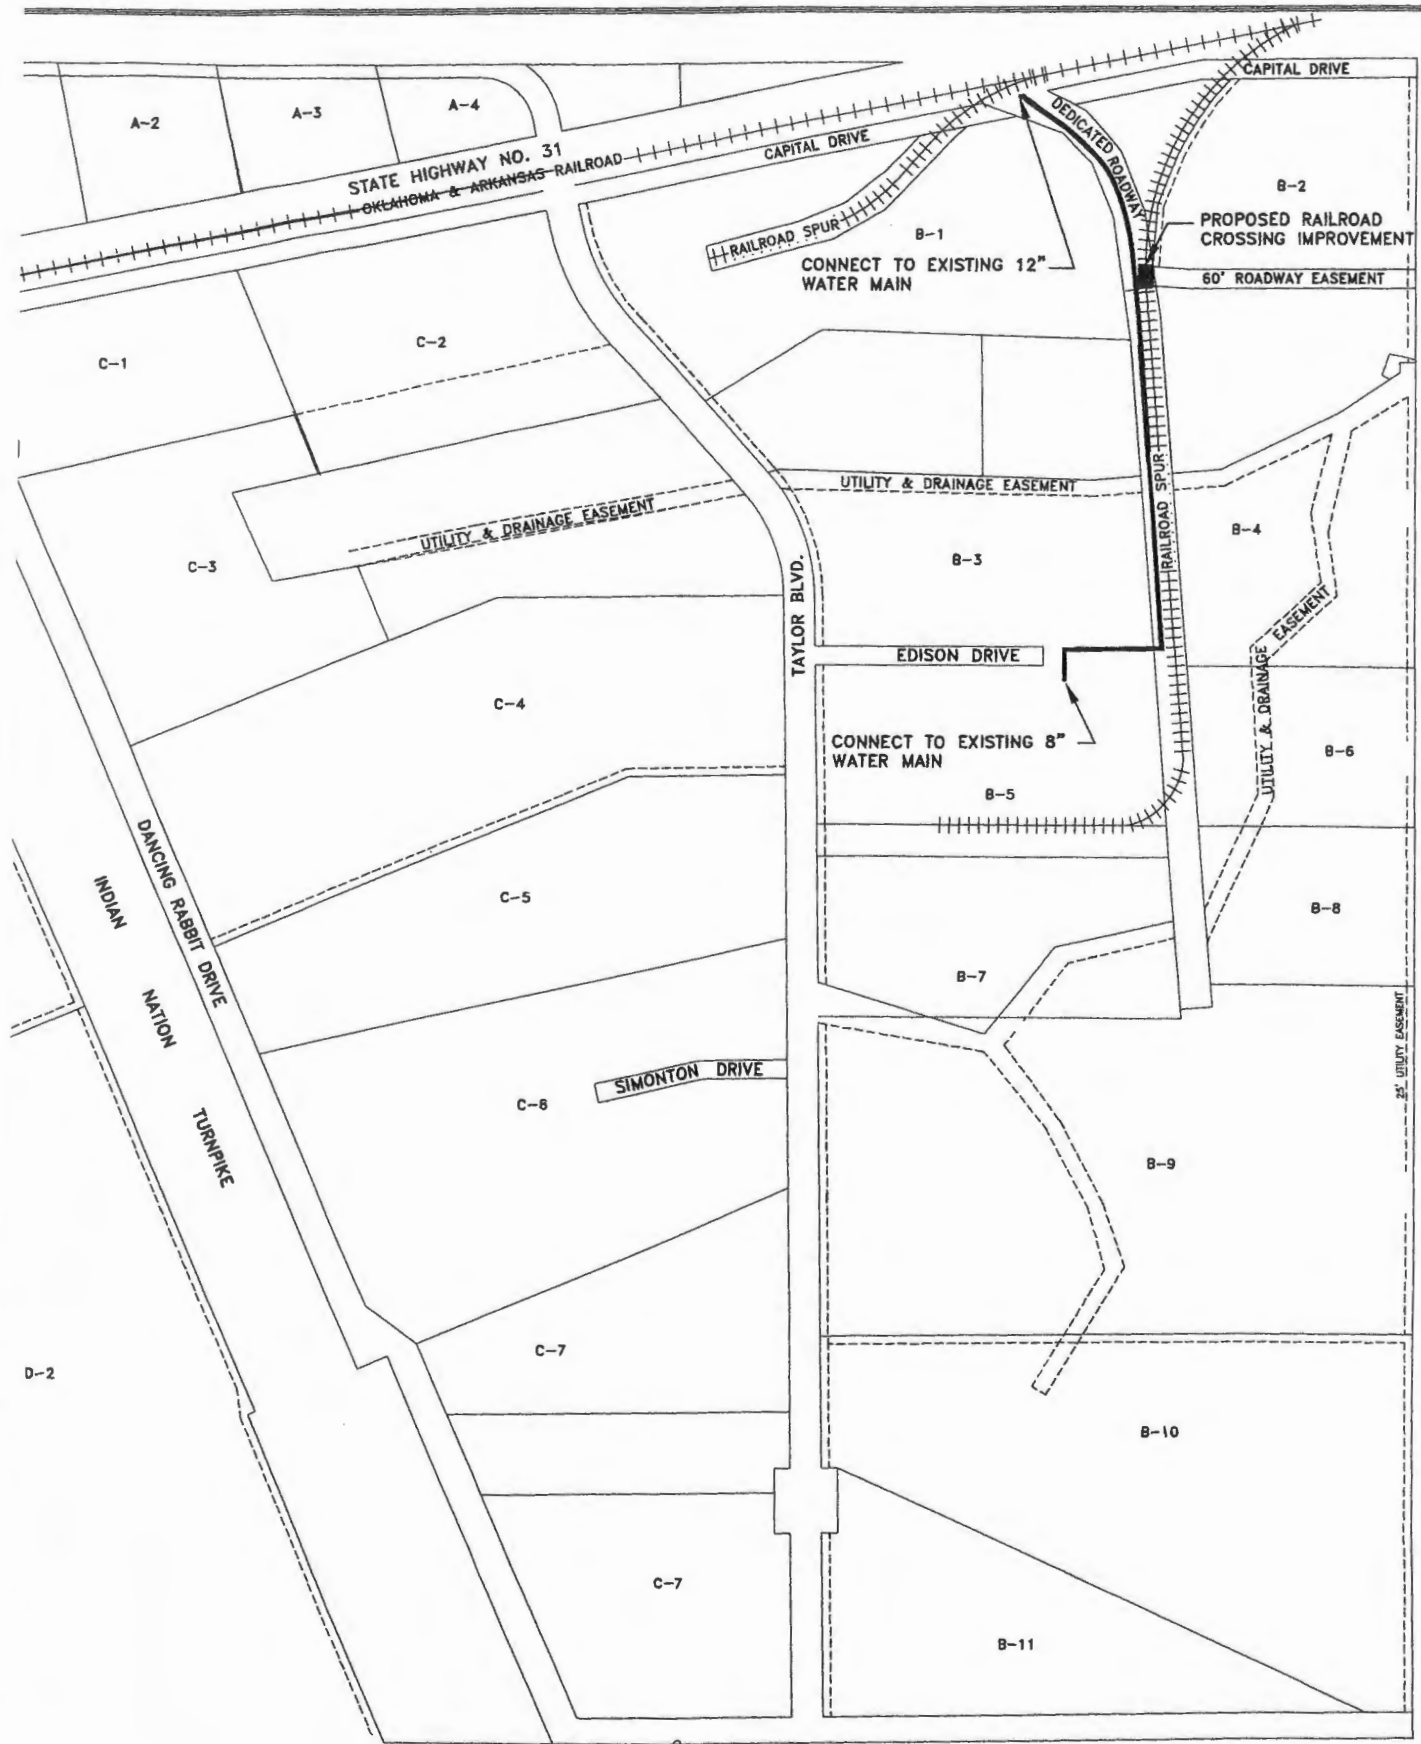 CAPITAL DRIVE
A-2
A-3
A-4
STATE HIGHWAY NO. 31
OKLAHOMA & ARKANSAS RAILROAD
CAPITAL DRIVE
DEDICATED ROADWAY
B-2
B-1
RAILROAD SPUR
PROPOSED RAILROAD
CROSSING IMPROVEMENT
CONNECT TO EXISTING 12"
WATER MAIN
60' ROADWAY EASEMENT
C-1
C-2
UTILITY & DRAINAGE EASEMENT
UTILITY & DRAINAGE EASEMENT
RAILROAD SPUR
B-4
C-3
B-3
TAYLOR BLVD.
EDISON DRIVE
UTILITY & DRAINAGE EASEMENT
C-4
CONNECT TO EXISTING 8"
WATER MAIN
B-6
B-5
DANCING RABBIT DRIVE
INDIAN NATION TURNPIKE
C-5
B-8
B-7
25' UTILITY EASEMENT
SIMONTON DRIVE
C-6
B-9
C-7
D-2
B-10
C-7
B-11